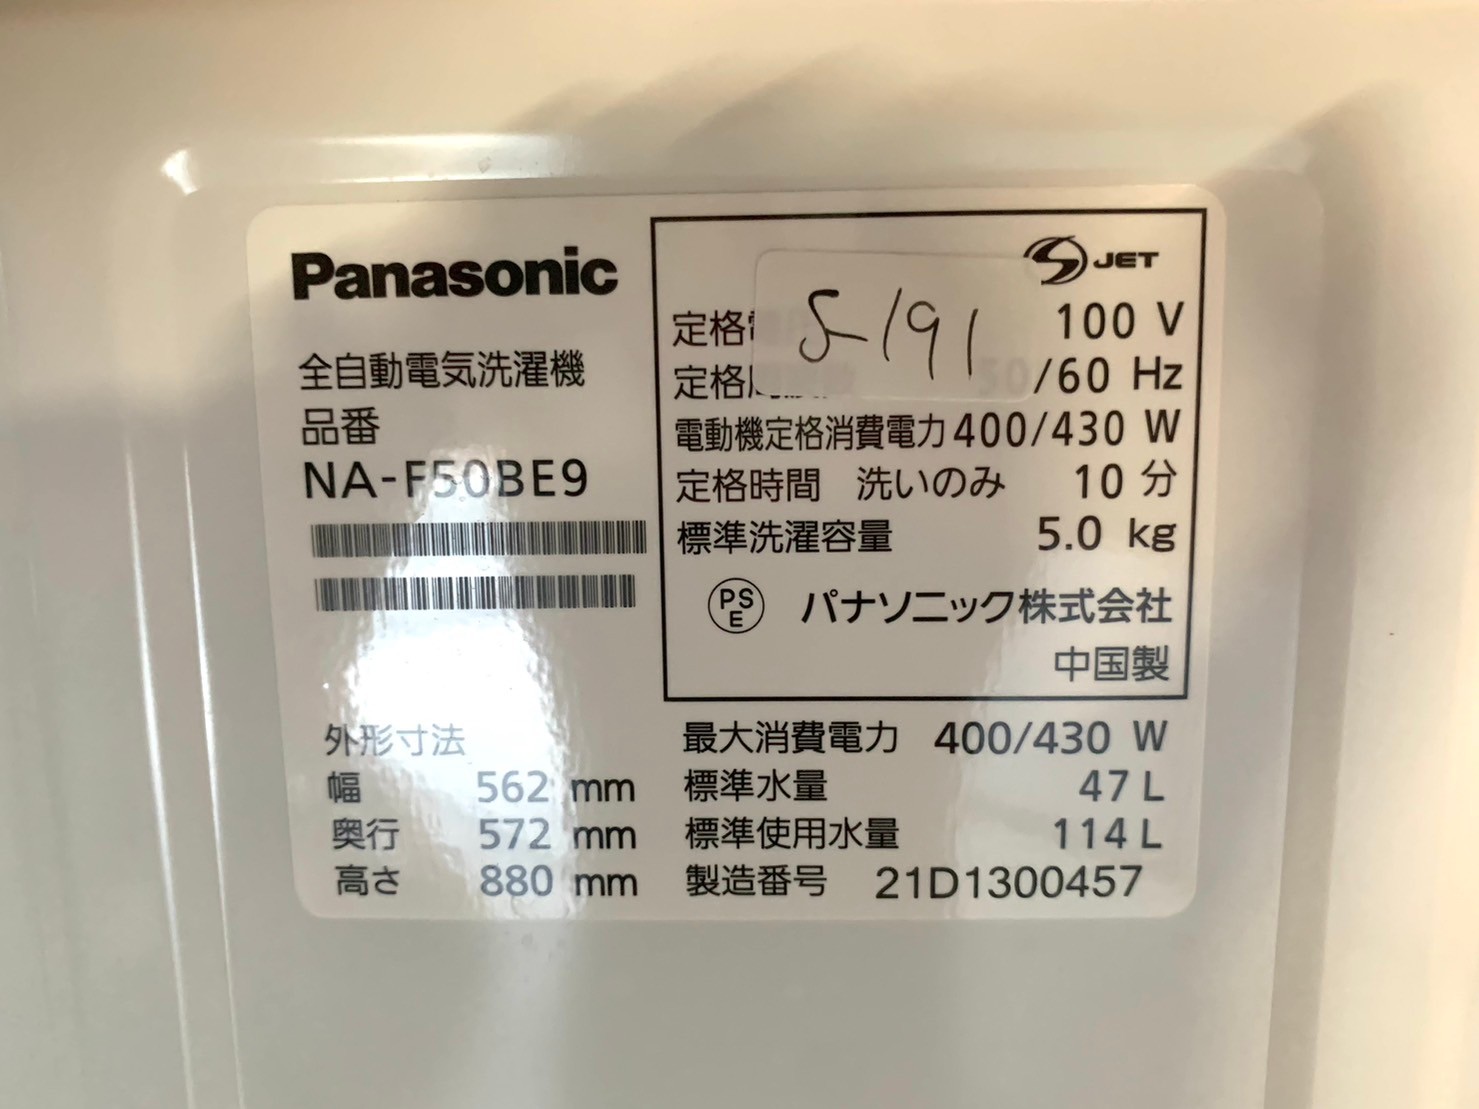 Panasonic
全自動電気洗濯機
品番
NA-F50BE9
JET
5-191
定格電 100 V
定格周 50/60 Hz
電動機定格消費電力 400/430 W
定格時間 洗いのみ 10 分
標準洗濯容量 5.0 kg
PS
E
パナソニック株式会社
中国製
外形寸法
幅 562 mm
奥行 572 mm
高さ 880 mm
最大消費電力 400/430 W
標準水量 47 L
標準使用水量 114 L
製造番号 21D1300457